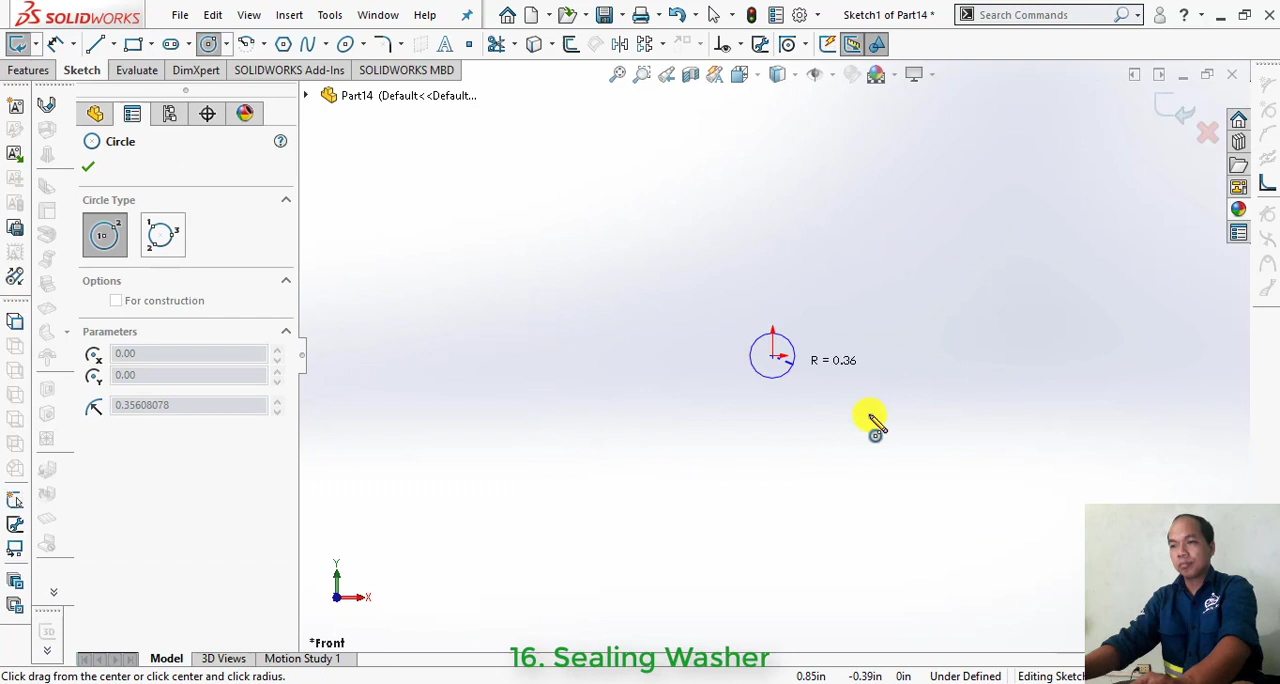 SOLIDWORKS
File
Edit
View
Insert
Tools
Window
Help
Sketch1 of Part14 *
Search Commands
?
Features
Sketch
Evaluate
DimXpert
SOLIDWORKS Add-Ins
SOLIDWORKS MBD
Part14 (Default<<Default...
Circle
Circle Type
Options
For construction
Parameters
0.00
0.00
0.35608078
R = 0.36
Y
X
*Front
3D
Model
3D Views
Motion Study 1
16. Sealing Washer
Click drag from the center or click center and click radius.
0.85in
-0.39in
0in
Under Defined
Editing Sketc